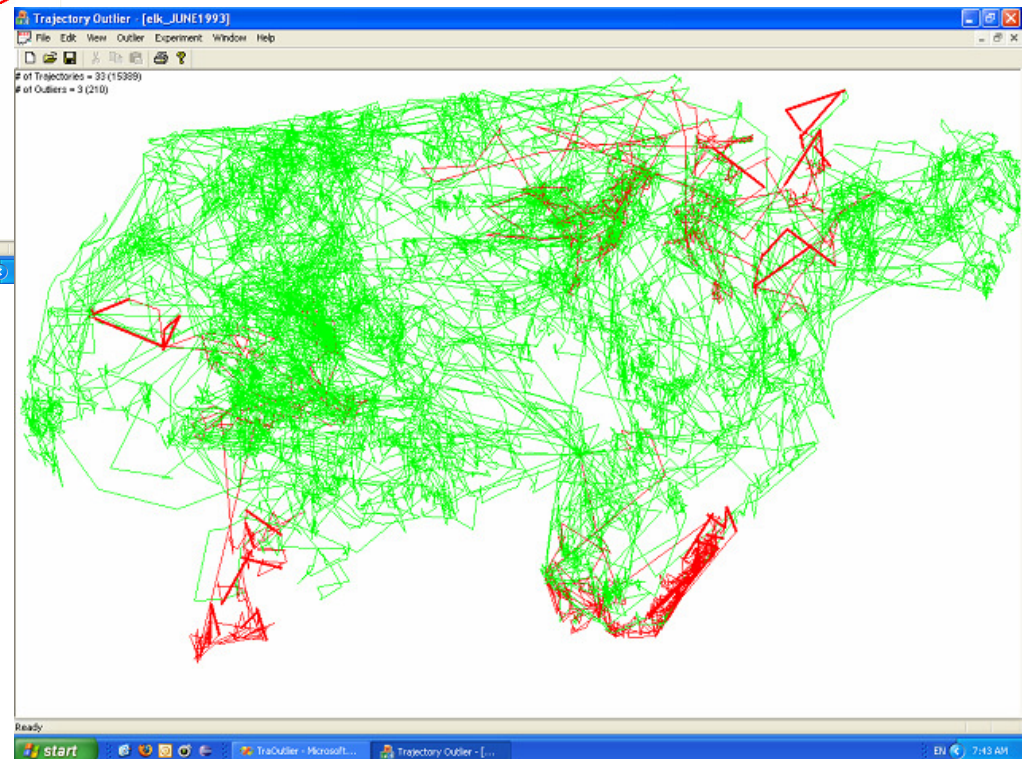 Trajectory Outlier - [elk_JUNE1993]
File Edit View Outlier Experiment Window Help
# of Trajectories = 33 (15389)
# of Outliers = 3 (210)
Ready
start
TraOutlier - Microsoft...
Trajectory Outlier - [...
EN
7:43 AM